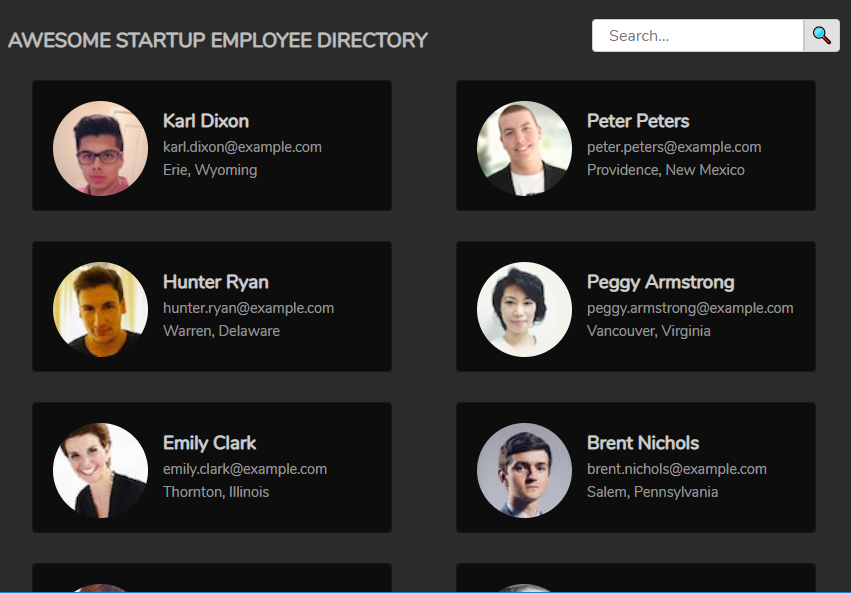 AWESOME STARTUP EMPLOYEE DIRECTORY
Search...
Karl Dixon
karl.dixon@example.com
Erie, Wyoming
Peter Peters
peter.peters@example.com
Providence, New Mexico
Hunter Ryan
hunter.ryan@example.com
Warren, Delaware
Peggy Armstrong
peggy.armstrong@example.com
Vancouver, Virginia
Emily Clark
emily.clark@example.com
Thornton, Illinois
Brent Nichols
brent.nichols@example.com
Salem, Pennsylvania